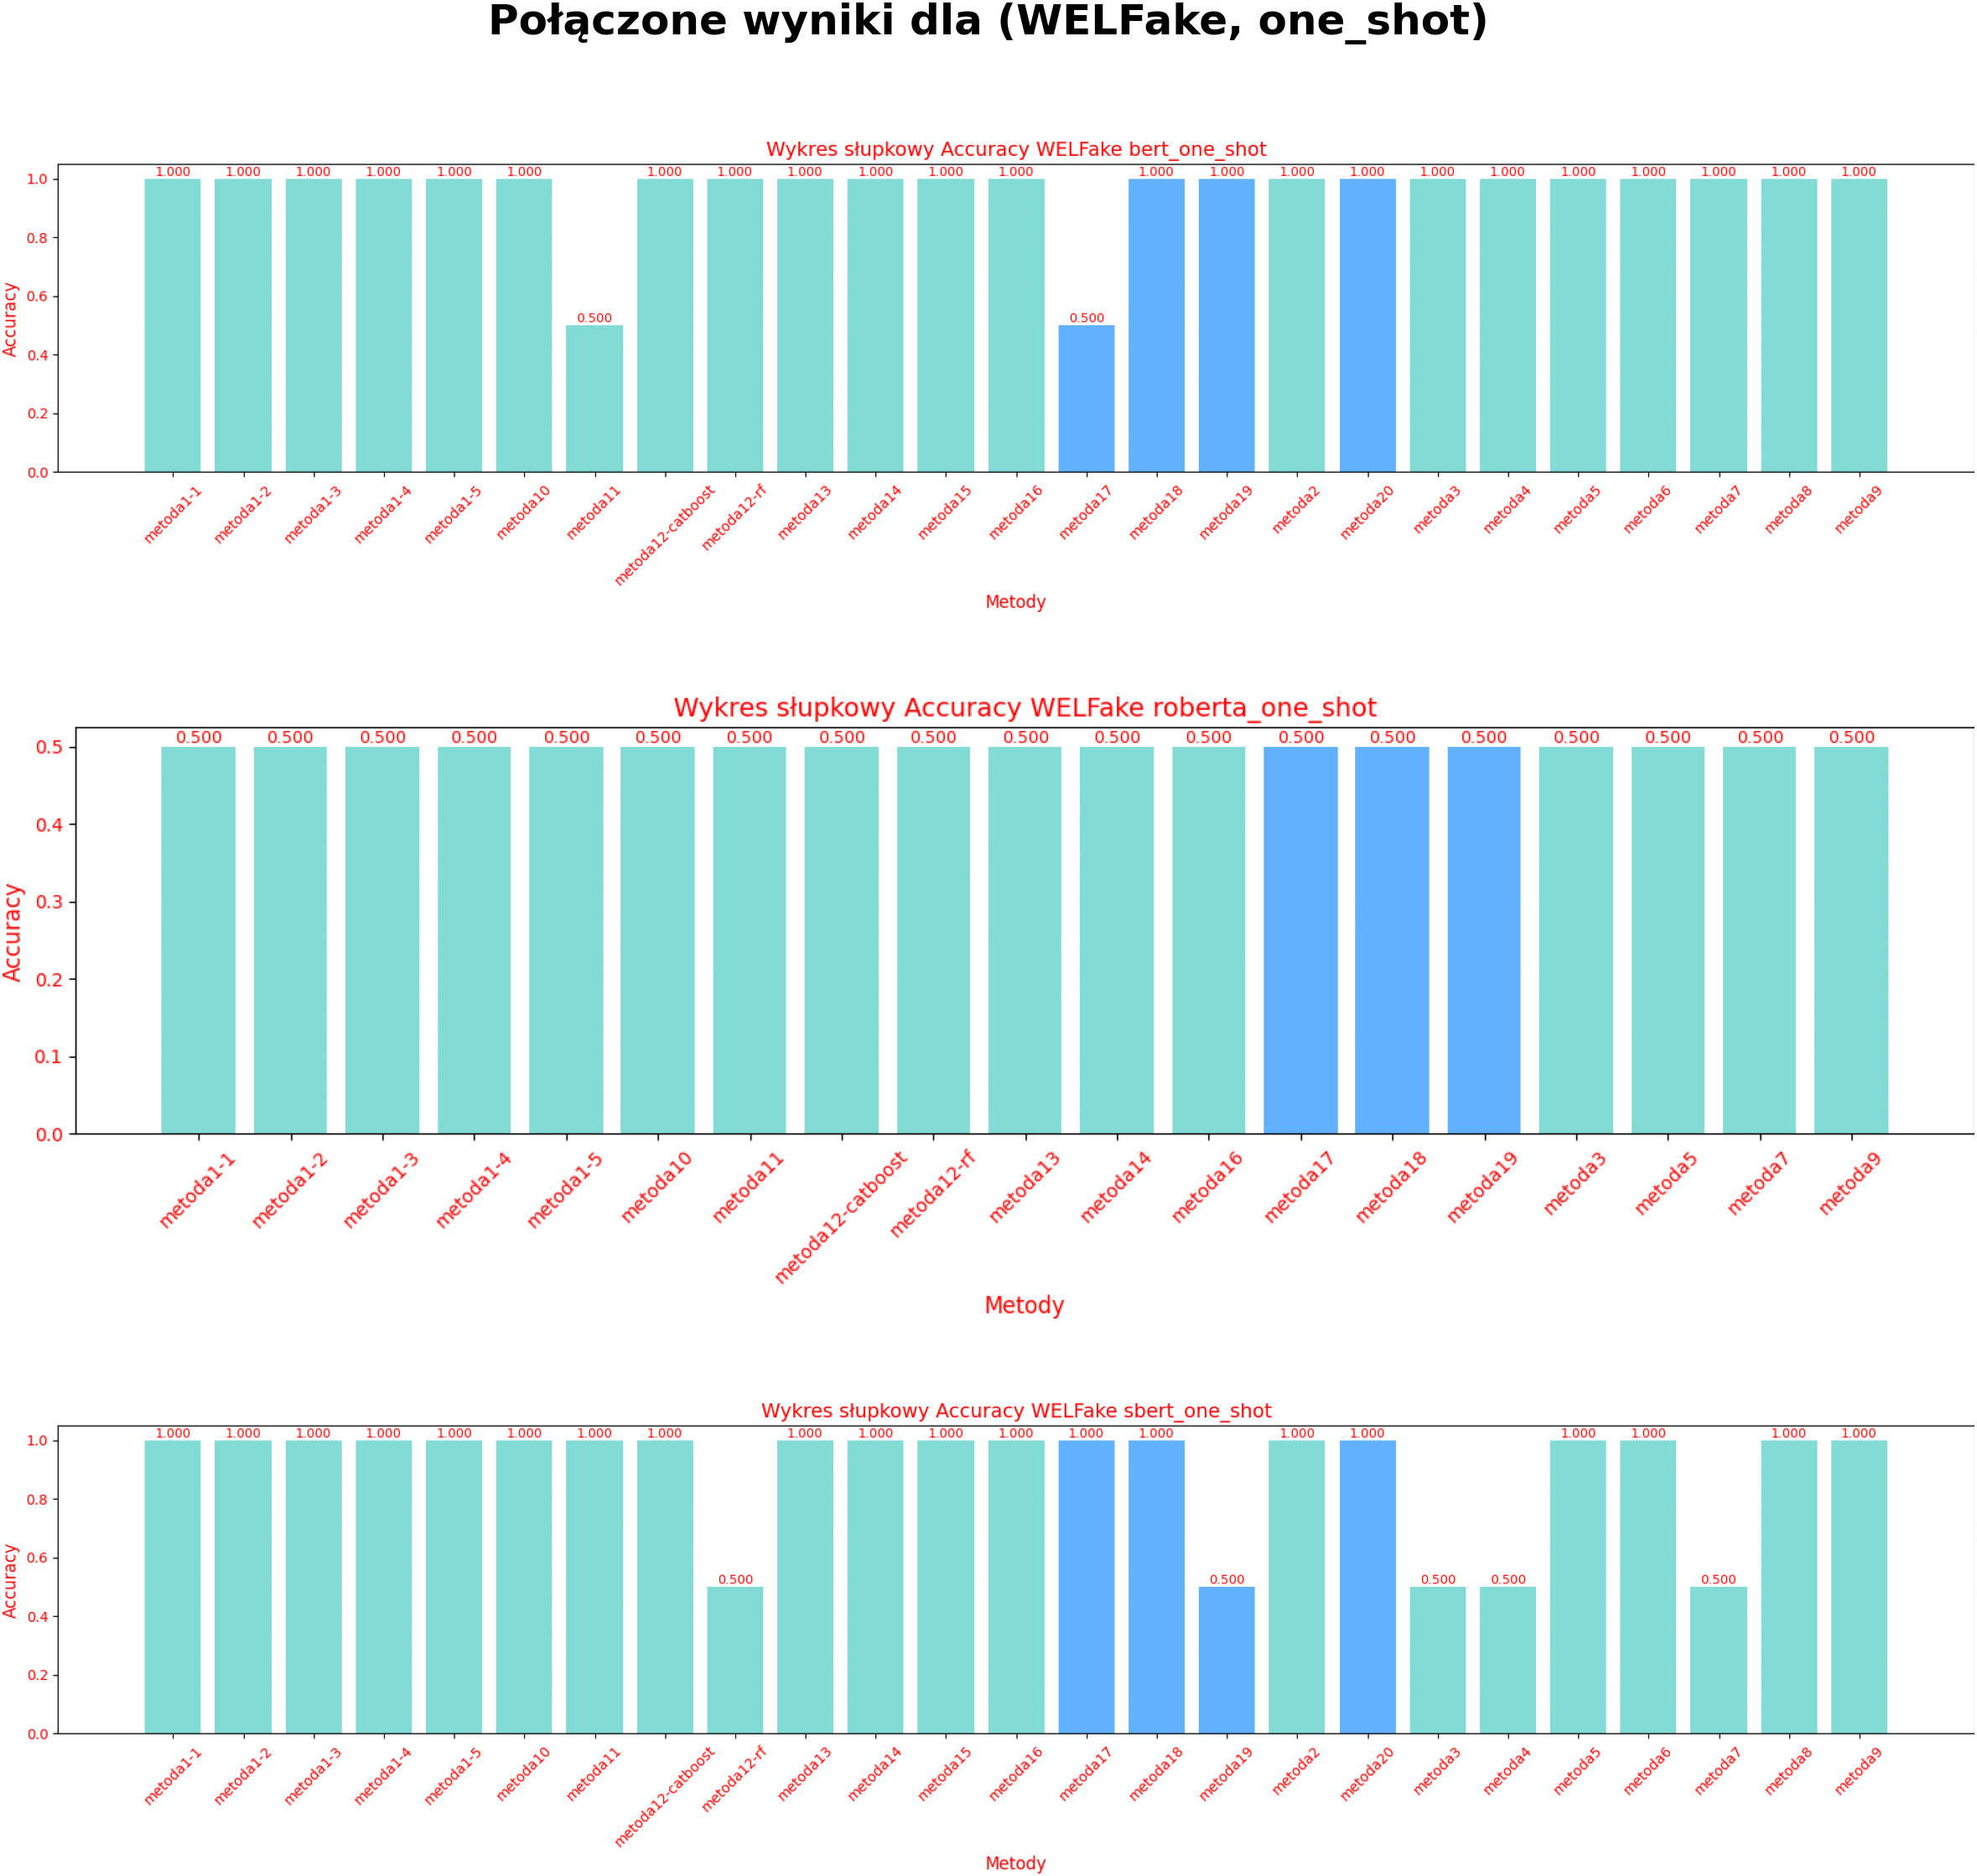 Połączone wyniki dla (WELFake, one_shot)
Wykres słupkowy Accuracy WELFake bert_one_shot
1.000 1.000 1.000 1.000 1.000 1.000 0.500 1.000 1.000 1.000 1.000 1.000 1.000 0.500 1.000 1.000 1.000 1.000 1.000 1.000 1.000 1.000 1.000 1.000 1.000
1.0
0.8
0.6
0.4
0.2
0.0
Accuracy
metoda1-1 metoda1-2 metoda1-3 metoda1-4 metoda1-5 metoda10 metoda11 metoda12-catboost metoda12-rf metoda13 metoda14 metoda15 metoda16 metoda17 metoda18 metoda19 metoda2 metoda20 metoda3 metoda4 metoda5 metoda6 metoda7 metoda8 metoda9
Metody
Wykres słupkowy Accuracy WELFake roberta_one_shot
0.500 0.500 0.500 0.500 0.500 0.500 0.500 0.500 0.500 0.500 0.500 0.500 0.500 0.500 0.500 0.500 0.500 0.500 0.500
0.5
0.4
0.3
0.2
0.1
0.0
Accuracy
metoda1-1 metoda1-2 metoda1-3 metoda1-4 metoda1-5 metoda10 metoda11 metoda12-catboost metoda12-rf metoda13 metoda14 metoda16 metoda17 metoda18 metoda19 metoda3 metoda5 metoda7 metoda9
Metody
Wykres słupkowy Accuracy WELFake sbert_one_shot
1.000 1.000 1.000 1.000 1.000 1.000 1.000 1.000 0.500 1.000 1.000 1.000 1.000 1.000 1.000 0.500 1.000 1.000 0.500 0.500 1.000 1.000 0.500 1.000 1.000
1.0
0.8
0.6
0.4
0.2
0.0
Accuracy
metoda1-1 metoda1-2 metoda1-3 metoda1-4 metoda1-5 metoda10 metoda11 metoda12-catboost metoda12-rf metoda13 metoda14 metoda15 metoda16 metoda17 metoda18 metoda19 metoda2 metoda20 metoda3 metoda4 metoda5 metoda6 metoda7 metoda8 metoda9
Metody